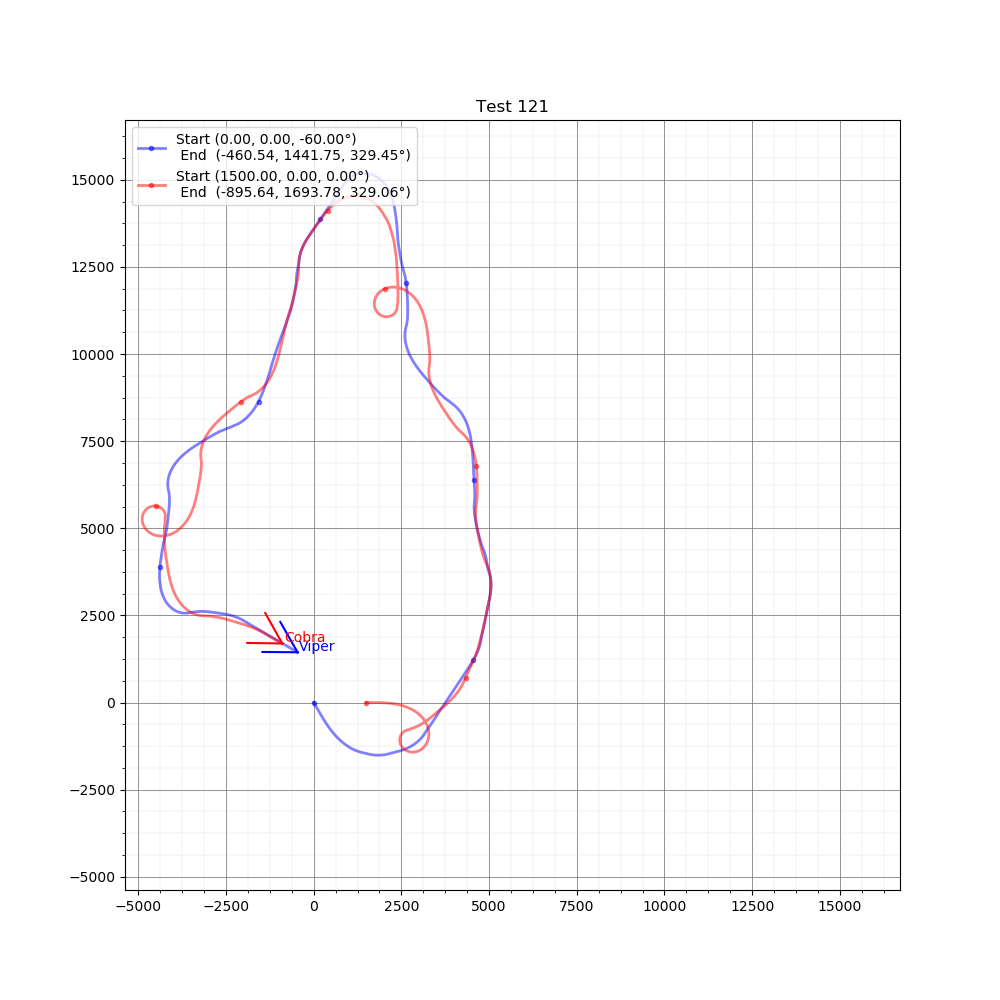 Test 121
Start (0.00, 0.00, -60.00°)
End (-460.54, 1441.75, 329.45°)
Start (1500.00, 0.00, 0.00°)
End (-895.64, 1693.78, 329.06°)
15000
12500
10000
7500
5000
2500
0
−2500
−5000
Cobra
Viper
−5000 −2500 0 2500 5000 7500 10000 12500 15000